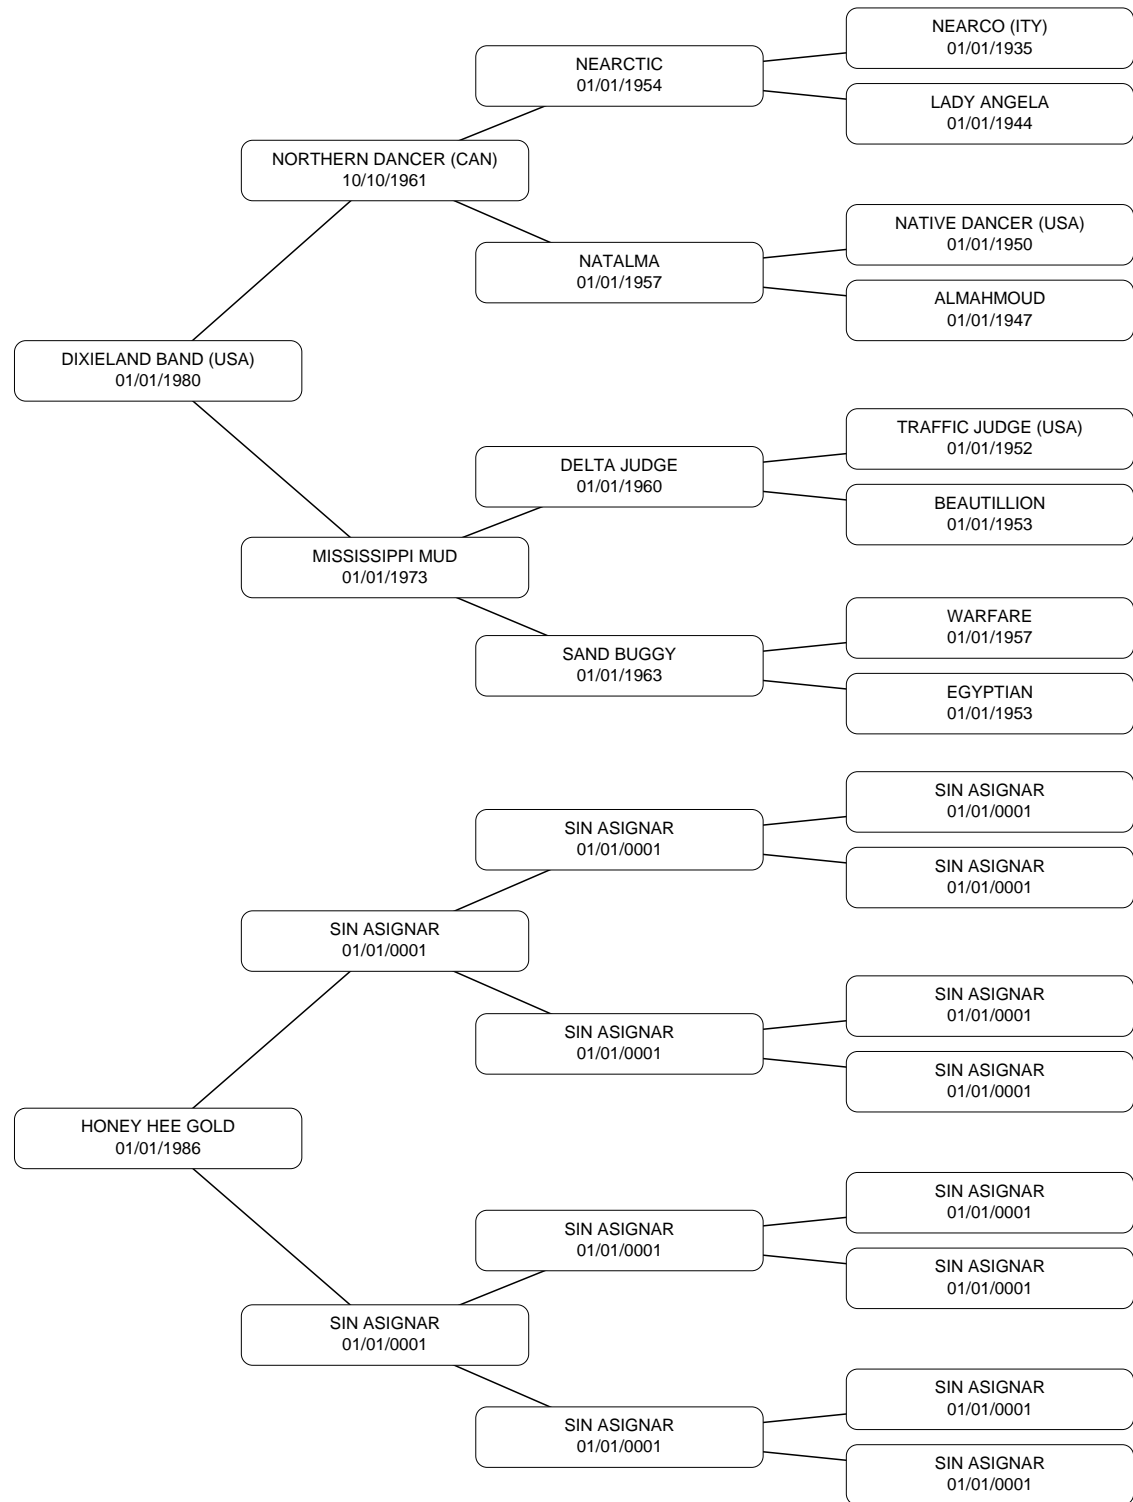 NEARCO (ITY)
01/01/1935
NEARCTIC
01/01/1954
LADY ANGELA
01/01/1944
NORTHERN DANCER (CAN)
10/10/1961
NATIVE DANCER (USA)
01/01/1950
NATALMA
01/01/1957
ALMAHMOUD
01/01/1947
DIXIELAND BAND (USA)
01/01/1980
TRAFFIC JUDGE (USA)
01/01/1952
DELTA JUDGE
01/01/1960
BEAUTILLION
01/01/1953
MISSISSIPPI MUD
01/01/1973
WARFARE
01/01/1957
SAND BUGGY
01/01/1963
EGYPTIAN
01/01/1953
SIN ASIGNAR
01/01/0001
SIN ASIGNAR
01/01/0001
SIN ASIGNAR
01/01/0001
SIN ASIGNAR
01/01/0001
SIN ASIGNAR
01/01/0001
SIN ASIGNAR
01/01/0001
SIN ASIGNAR
01/01/0001
HONEY HEE GOLD
01/01/1986
SIN ASIGNAR
01/01/0001
SIN ASIGNAR
01/01/0001
SIN ASIGNAR
01/01/0001
SIN ASIGNAR
01/01/0001
SIN ASIGNAR
01/01/0001
SIN ASIGNAR
01/01/0001
SIN ASIGNAR
01/01/0001